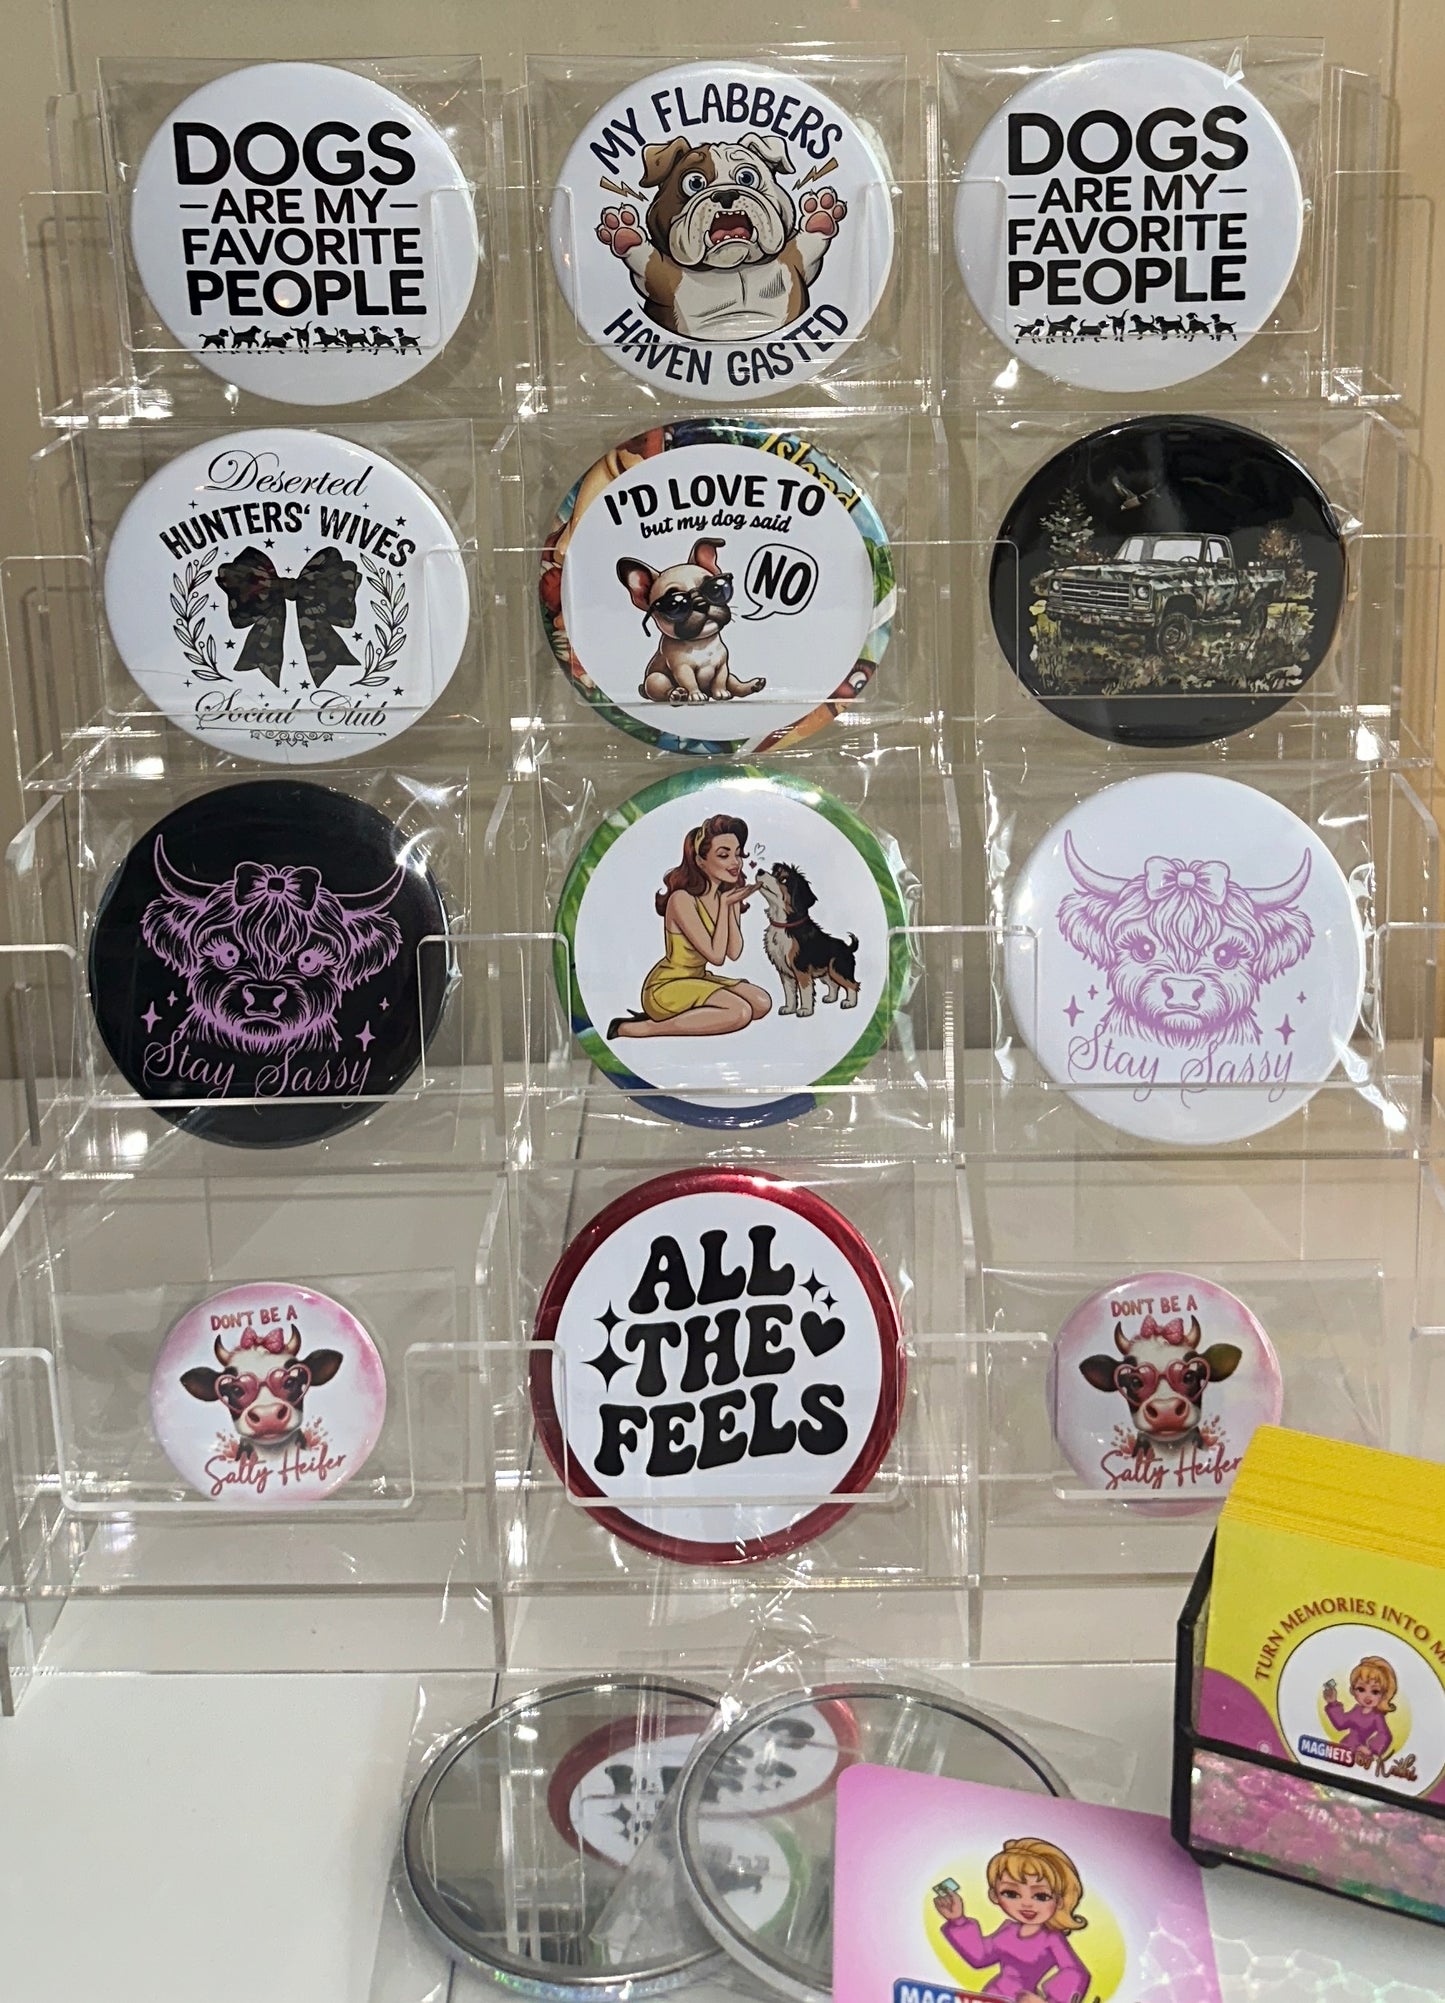 DOGS
ARE MY
FAVORITE
PEOPLE
MY FLABBERS
HAVEN GASTED
DOGS
ARE MY
FAVORITE
PEOPLE
Deserted
HUNTERS' WIVES
Social Club
Island
I'D LOVE TO
but my dog said
NO
Stay Sassy
Stay Sassy
DON'T BE A
Salty Heifer
ALL
THE
FEELS
DON'T BE A
Salty Heifer
TURN MEMORIES INTO
MAGNETS by